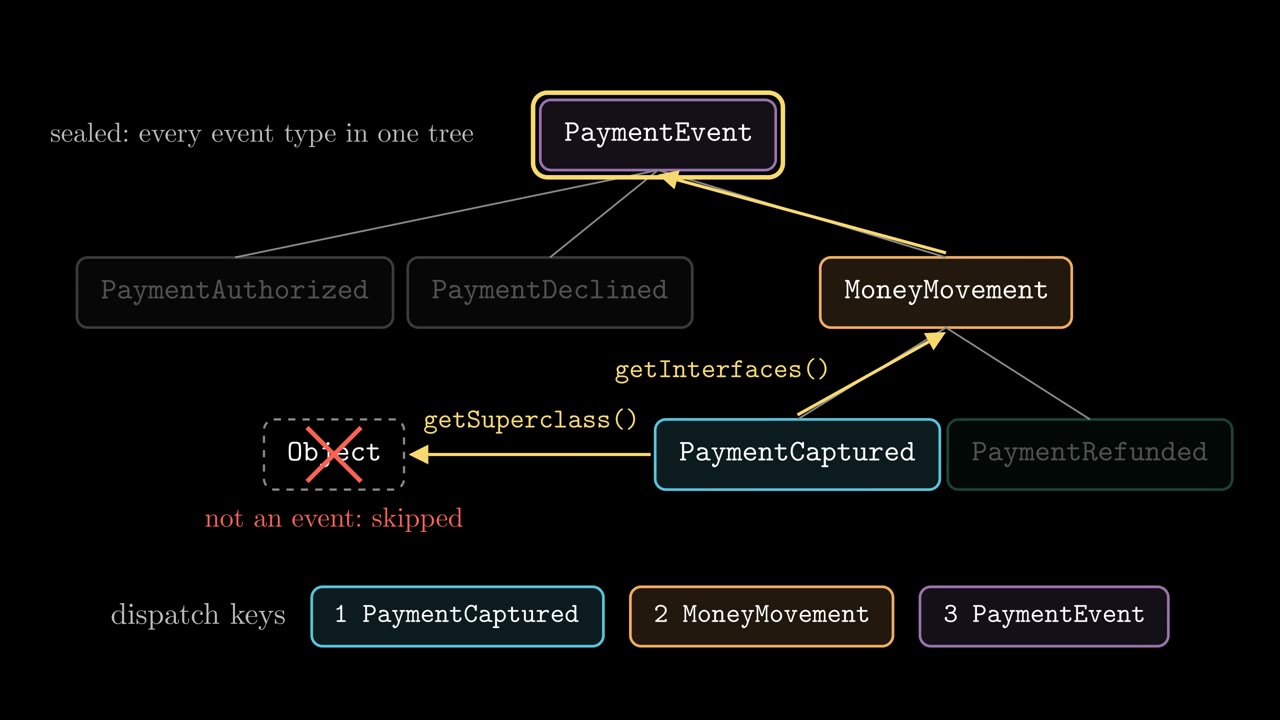 PaymentEvent
sealed: every event type in one tree
PaymentAuthorized
PaymentDeclined
MoneyMovement
getInterfaces()
getSuperclass()
Object
PaymentCaptured
PaymentRefunded
not an event: skipped
dispatch keys
1 PaymentCaptured
2 MoneyMovement
3 PaymentEvent